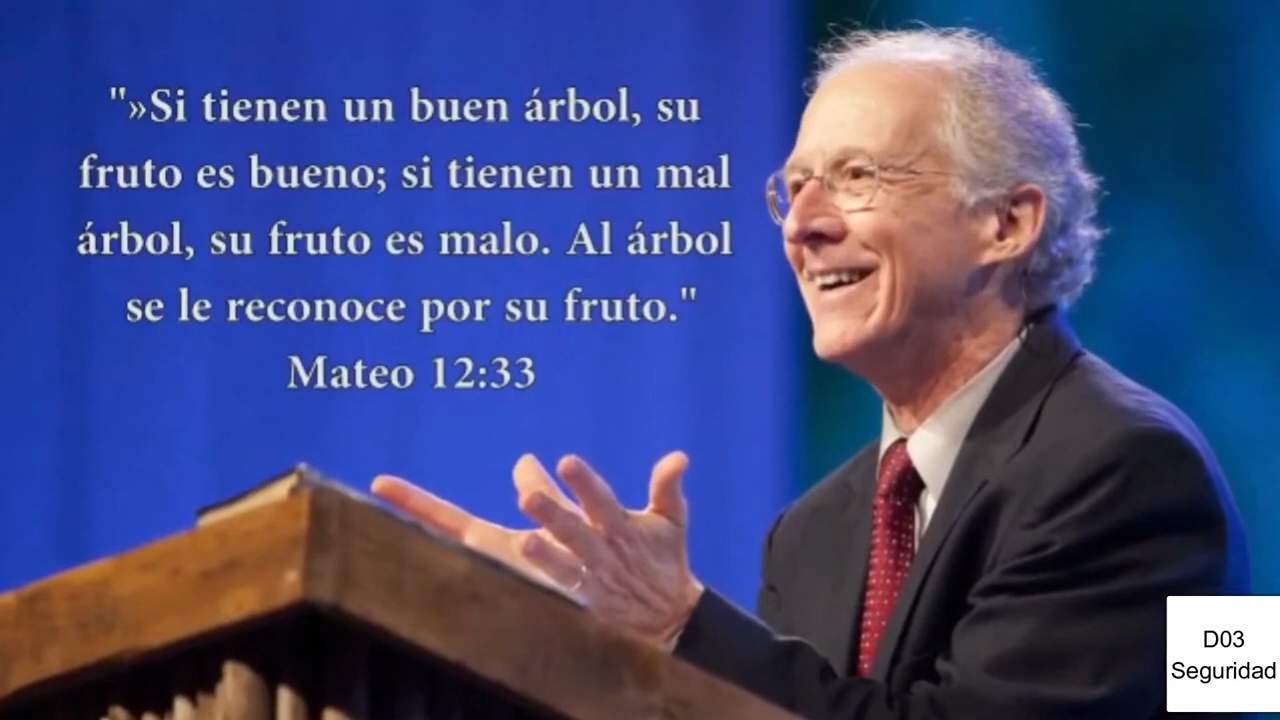 "»Si tienen un buen árbol, su
fruto es bueno; si tienen un mal
árbol, su fruto es malo. Al árbol
se le reconoce por su fruto."
Mateo 12:33
D03
Seguridad